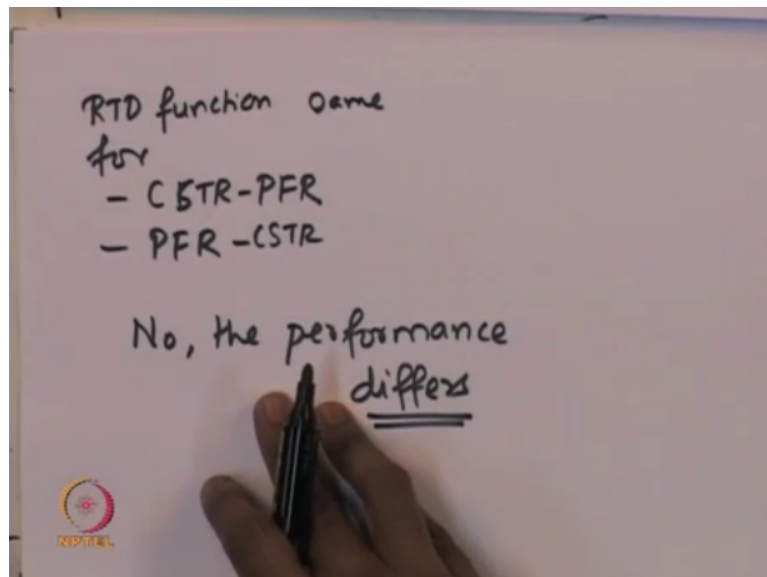 RTD function same
for
- CSTR-PFR
- PFR-CSTR
No, the performance
differs
NPTEL